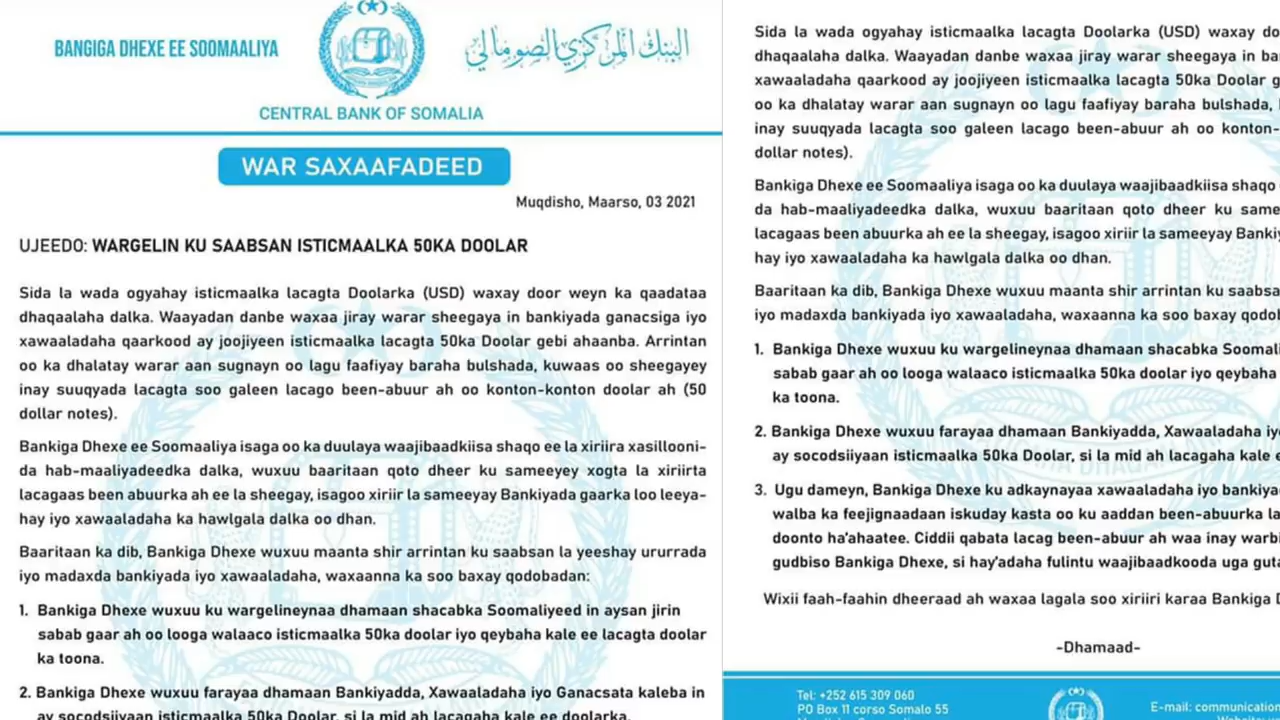 BANGIGA DHEXE EE SOOMAALIYA
البنك المركزي الصومالي
CENTRAL BANK OF SOMALIA
WAR SAXAAFADEED
Muqdisho, Maarso, 03 2021
UJEEDO: WARGELIN KU SAABSAN ISTICMAALKA 50KA DOOLAR
Sida la wada ogyahay isticmaalka lacagta Doolarka (USD) waxay door weyn ka qaadataa
dhaqaalaha dalka. Waayadan danbe waxaa jiray warar sheegaya in bankiyada ganacsiga iyo
xawaaladaha qaarkood ay joojiyeen isticmaalka lacagta 50ka Doolar gebi ahaanba. Arrintan
oo ka dhalatay warar aan sugnayn oo lagu faafiyay baraha bulshada, kuwaas oo sheegayey
inay suuqyada lacagta soo galeen lacago been-abuur ah oo konton-konton doolar ah (50
dollar notes).
Bankiga Dhexe ee Soomaaliya isaga oo ka duulaya waajibaadkiisa shaqo ee la xiriira xasillooni-
da hab-maaliyadeedka dalka, wuxuu baaritaan qoto dheer ku sameeyey xogta la xiriirta
lacagaas been abuurka ah ee la sheegay, isagoo xiriir la sameeyay Bankiyada gaarka loo leeya-
hay iyo xawaaladaha ka hawlgala dalka oo dhan.
Baaritaan ka dib, Bankiga Dhexe wuxuu maanta shir arrintan ku saabsan la yeeshay ururrada
iyo madaxda bankiyada iyo xawaaladaha, waxaanna ka soo baxay qodobadan:
1. Bankiga Dhexe wuxuu ku wargelineynaa dhamaan shacabka Soomaaliyeed in aysan jirin
sabab gaar ah oo looga walaaco isticmaalka 50ka doolar iyo qeybaha kale ee lacagta doolar
ka toona.
2. Bankiga Dhexe wuxuu farayaa dhamaan Bankiyadda, Xawaaladaha iyo Ganacsata kaleba in
ay socodsiiyaan isticmaalka 50ka Doolar, si la mid ah lacagaha kale ee doolarka.
Sida la wada ogyahay isticmaalka lacagta Doolarka (USD) waxay do
dhaqaalaha dalka. Waayadan danbe waxaa jiray warar sheegaya in ba
xawaaladaha qaarkood ay joojiyeen isticmaalka lacagta 50ka Doolar g
oo ka dhalatay warar aan sugnayn oo lagu faafiyay baraha bulshada,
inay suuqyada lacagta soo galeen lacago been-abuur ah oo konton-
dollar notes).
Bankiga Dhexe ee Soomaaliya isaga oo ka duulaya waajibaadkiisa shaqo
da hab-maaliyadeedka dalka, wuxuu baaritaan qoto dheer ku same
lacagaas been abuurka ah ee la sheegay, isagoo xiriir la sameeyay Bankiy
hay iyo xawaaladaha ka hawlgala dalka oo dhan.
Baaritaan ka dib, Bankiga Dhexe wuxuu maanta shir arrintan ku saabsa
iyo madaxda bankiyada iyo xawaaladaha, waxaanna ka soo baxay qodob
1. Bankiga Dhexe wuxuu ku wargelineynaa dhamaan shacabka Soomali
sabab gaar ah oo looga walaaco isticmaalka 50ka doolar iyo qeybaha
ka toona.
2. Bankiga Dhexe wuxuu farayaa dhamaan Bankiyadda, Xawaaladaha iy
ay socodsiiyaan isticmaalka 50ka Doolar, si la mid ah lacagaha kale e
3. Ugu dameyn, Bankiga Dhexe ku adkaynayaa xawaaladaha iyo bankiya
walba ka feejignaadaan iskuday kasta oo ku aaddan been-abuurka la
doonto ha'ahaatee. Ciddii qabata lacag been-abuur ah waa inay warbi
gudbiso Bankiga Dhexe, si hay'adaha fulintu waajibaadkooda uga guta
Wixii faah-faahin dheeraad ah waxaa lagala soo xiriiri karaa Bankiga D
-Dhamaad-
Tel: +252 615 309 060
PO Box 11 corso Somalo 55
E-mail: communication